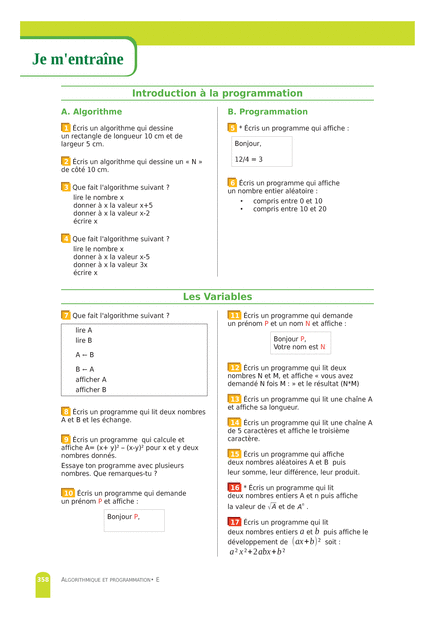 Je m'entraîne
Introduction à la programmation
A. Algorithme
1 Écris un algorithme qui dessine
un rectangle de longueur 10 cm et de
largeur 5 cm.
2 Écris un algorithme qui dessine un « N »
de côté 10 cm.
3 Que fait l'algorithme suivant ?
lire le nombre x
donner à x la valeur x+5
donner à x la valeur x-2
écrire x
4 Que fait l'algorithme suivant ?
lire le nombre x
donner à x la valeur x-5
donner à x la valeur 3x
écrire x
B. Programmation
5 * Écris un programme qui affiche :
Bonjour,
12/4 = 3
6 Écris un programme qui affiche
un nombre entier aléatoire :
• compris entre 0 et 10
• compris entre 10 et 20
Les Variables
7 Que fait l'algorithme suivant ?
lire A
lire B
A ← B
B ← A
afficher A
afficher B
8 Écris un programme qui lit deux nombres
A et B et les échange.
9 Écris un programme qui calcule et
affiche A= (x+ y)² – (x-y)² pour x et y deux
nombres donnés.
Essaye ton programme avec plusieurs
nombres. Que remarques-tu ?
10 Écris un programme qui demande
un prénom P et affiche :
Bonjour P,
11 Écris un programme qui demande
un prénom P et un nom N et affiche :
Bonjour P,
Votre nom est N
12 Écris un programme qui lit deux
nombres N et M, et affiche « vous avez
demandé N fois M : » et le résultat (N*M)
13 Écris un programme qui lit une chaîne A
et affiche sa longueur.
14 Écris un programme qui lit une chaîne A
de 5 caractères et affiche le troisième
caractère.
15 Écris un programme qui affiche
deux nombres aléatoires A et B puis
leur somme, leur différence, leur produit.
16 * Écris un programme qui lit
deux nombres entiers A et n puis affiche
la valeur de √A et de Aⁿ .
17 Écris un programme qui lit
deux nombres entiers a et b puis affiche le
développement de (ax+b)² soit :
a²x²+2abx+b²
358 ALGORITHMIQUE ET PROGRAMMATION• E